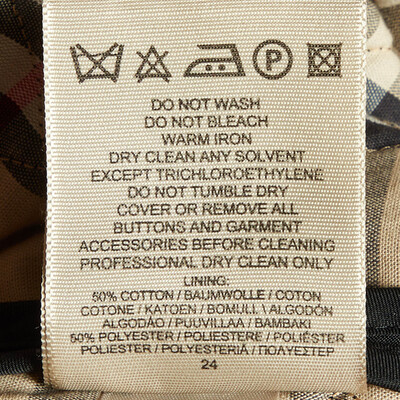 P
DO NOT WASH
DO NOT BLEACH
WARM IRON
DRY CLEAN ANY SOLVENT
EXCEPT TRICHLOROETHYLENE
DO NOT TUMBLE DRY
COVER OR REMOVE ALL
BUTTONS AND GARMENT
ACCESSORIES BEFORE CLEANING
PROFESSIONAL DRY CLEAN ONLY
LINING:
50% COTTON / BAUMWOLLE / COTON
COTONE / KATOEN / BOMULL \ ALGODÓN
ALGODÃO / PUUVILLAA / BAMBAKI
50% POLYESTER / POLIESTERE / POLIÉSTER
POLIESTER / POLYESTERIÄ / ΠΟΛΥΕΣΤΕΡ
24